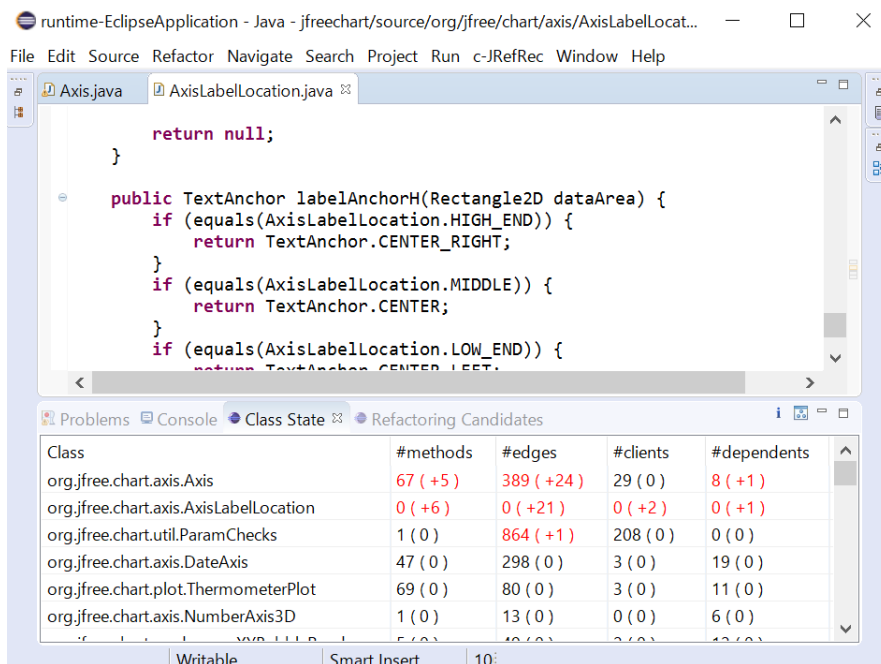 runtime-EclipseApplication - Java - jfreechart/source/org/jfree/chart/axis/AxisLabelLocat...
File Edit Source Refactor Navigate Search Project Run c-JRefRec Window Help
Axis.java AxisLabelLocation.java
return null;
}
public TextAnchor labelAnchorH(Rectangle2D dataArea) {
if (equals(AxisLabelLocation.HIGH_END)) {
return TextAnchor.CENTER_RIGHT;
}
if (equals(AxisLabelLocation.MIDDLE)) {
return TextAnchor.CENTER;
}
if (equals(AxisLabelLocation.LOW_END)) {
return TextAnchor.CENTER_LEFT;
Problems Console Class State Refactoring Candidates
Class #methods #edges #clients #dependents
org.jfree.chart.axis.Axis 67 ( +5 ) 389 ( +24 ) 29 ( 0 ) 8 ( +1 )
org.jfree.chart.axis.AxisLabelLocation 0 ( +6 ) 0 ( +21 ) 0 ( +2 ) 0 ( +1 )
org.jfree.chart.util.ParamChecks 1 ( 0 ) 864 ( +1 ) 208 ( 0 ) 0 ( 0 )
org.jfree.chart.axis.DateAxis 47 ( 0 ) 298 ( 0 ) 3 ( 0 ) 19 ( 0 )
org.jfree.chart.plot.ThermometerPlot 69 ( 0 ) 80 ( 0 ) 3 ( 0 ) 11 ( 0 )
org.jfree.chart.axis.NumberAxis3D 1 ( 0 ) 13 ( 0 ) 0 ( 0 ) 6 ( 0 )
Writable Smart Insert 10: